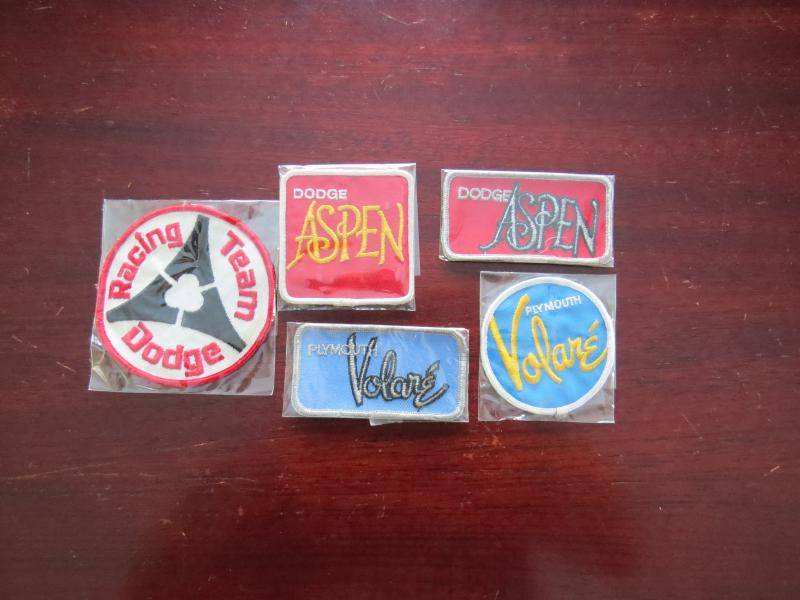 Racing
Team
Dodge
DODGE
ASPEN
DODGE
ASPEN
PLYMOUTH
Volaré
PLYMOUTH
Volaré